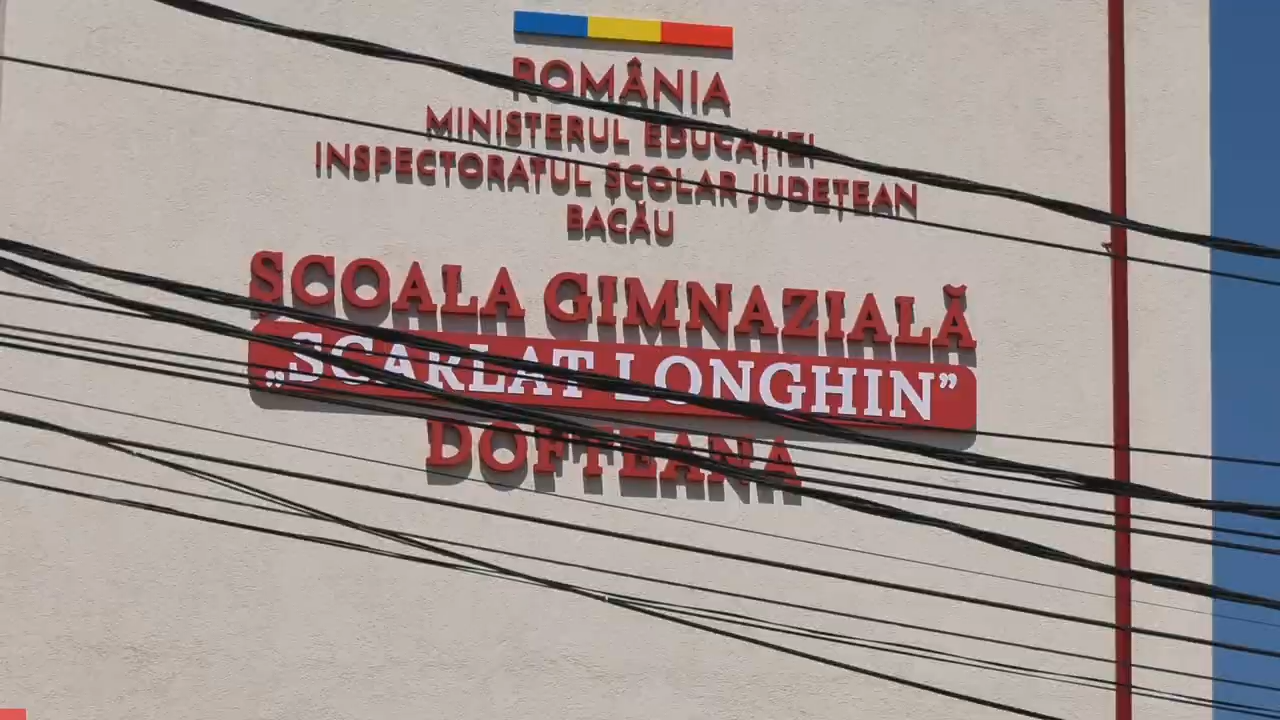 ROMÂNIA
MINISTERUL EDUCAȚIEI
INSPECTORATUL ȘCOLAR JUDEȚEAN
BACĂU
SCOALA GIMNAZIALĂ
„SCARLAT LONGHIN”
DOFTEANA